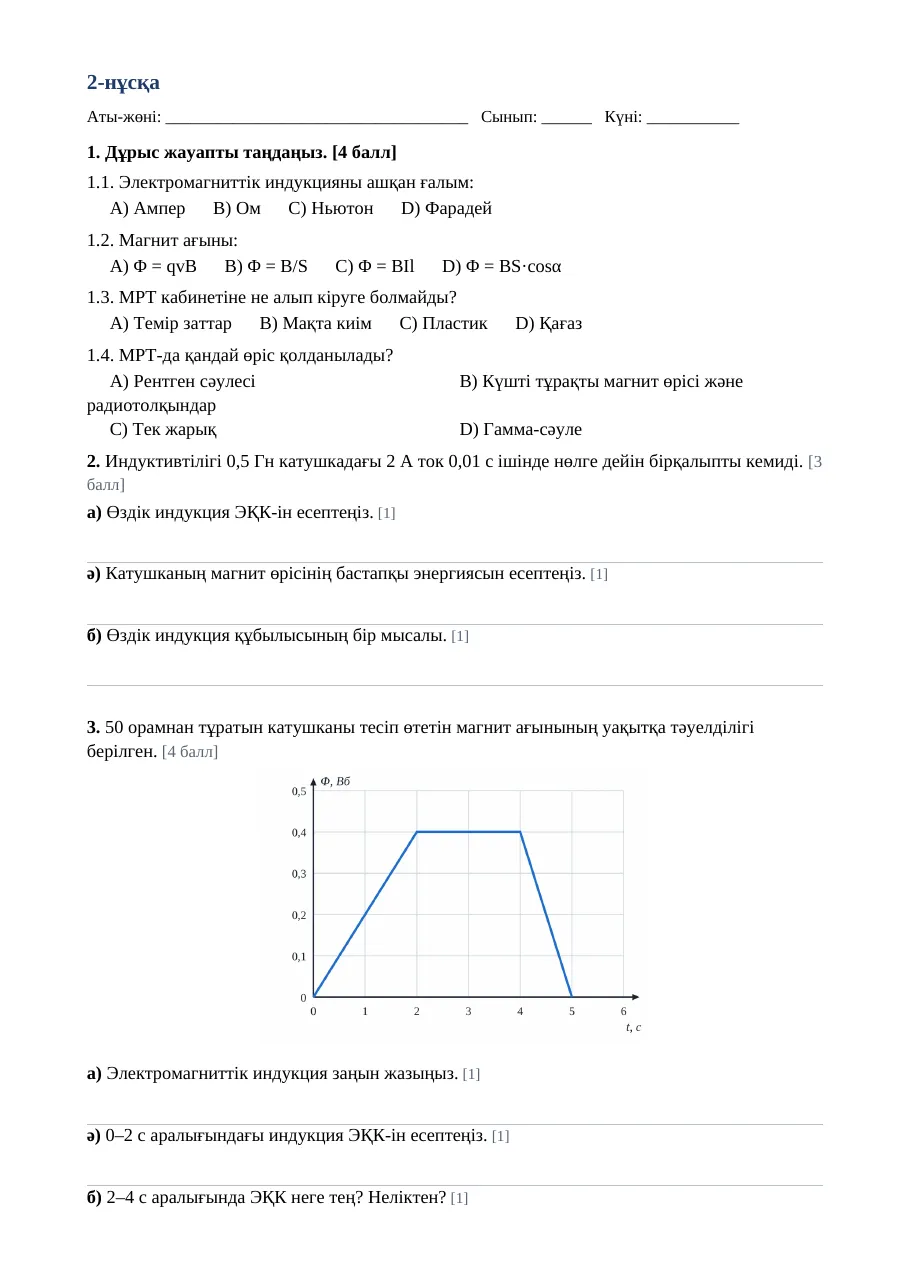 2-нұсқа
Аты-жөні: ____________________________________ Сынып: ______ Күні: ___________
1. Дұрыс жауапты таңдаңыз. [4 балл]
1.1. Электромагниттік индукцияны ашқан ғалым:
A) Ампер B) Ом C) Ньютон D) Фарадей
1.2. Магнит ағыны:
A) Φ = qvB B) Φ = B/S C) Φ = BIl D) Φ = BS·cosα
1.3. МРТ кабинетіне не алып кіруге болмайды?
A) Темір заттар B) Мақта киім C) Пластик D) Қағаз
1.4. МРТ-да қандай өріс қолданылады?
A) Рентген сәулесі B) Күшті тұрақты магнит өрісі және
радиотолқындар
C) Тек жарық D) Гамма-сәуле
2. Индуктивтілігі 0,5 Гн катушкадағы 2 А ток 0,01 с ішінде нөлге дейін бірқалыпты кемиді. [3
балл]
а) Өздік индукция ЭҚК-ін есептеңіз. [1]
ә) Катушканың магнит өрісінің бастапқы энергиясын есептеңіз. [1]
б) Өздік индукция құбылысының бір мысалы. [1]
3. 50 орамнан тұратын катушканы тесіп өтетін магнит ағынының уақытқа тәуелділігі
берілген. [4 балл]
Φ, Вб
0,5
0,4
0,3
0,2
0,1
0
0 1 2 3 4 5 6
t, с
а) Электромагниттік индукция заңын жазыңыз. [1]
ә) 0–2 с аралығындағы индукция ЭҚК-ін есептеңіз. [1]
б) 2–4 с аралығында ЭҚК неге тең? Неліктен? [1]